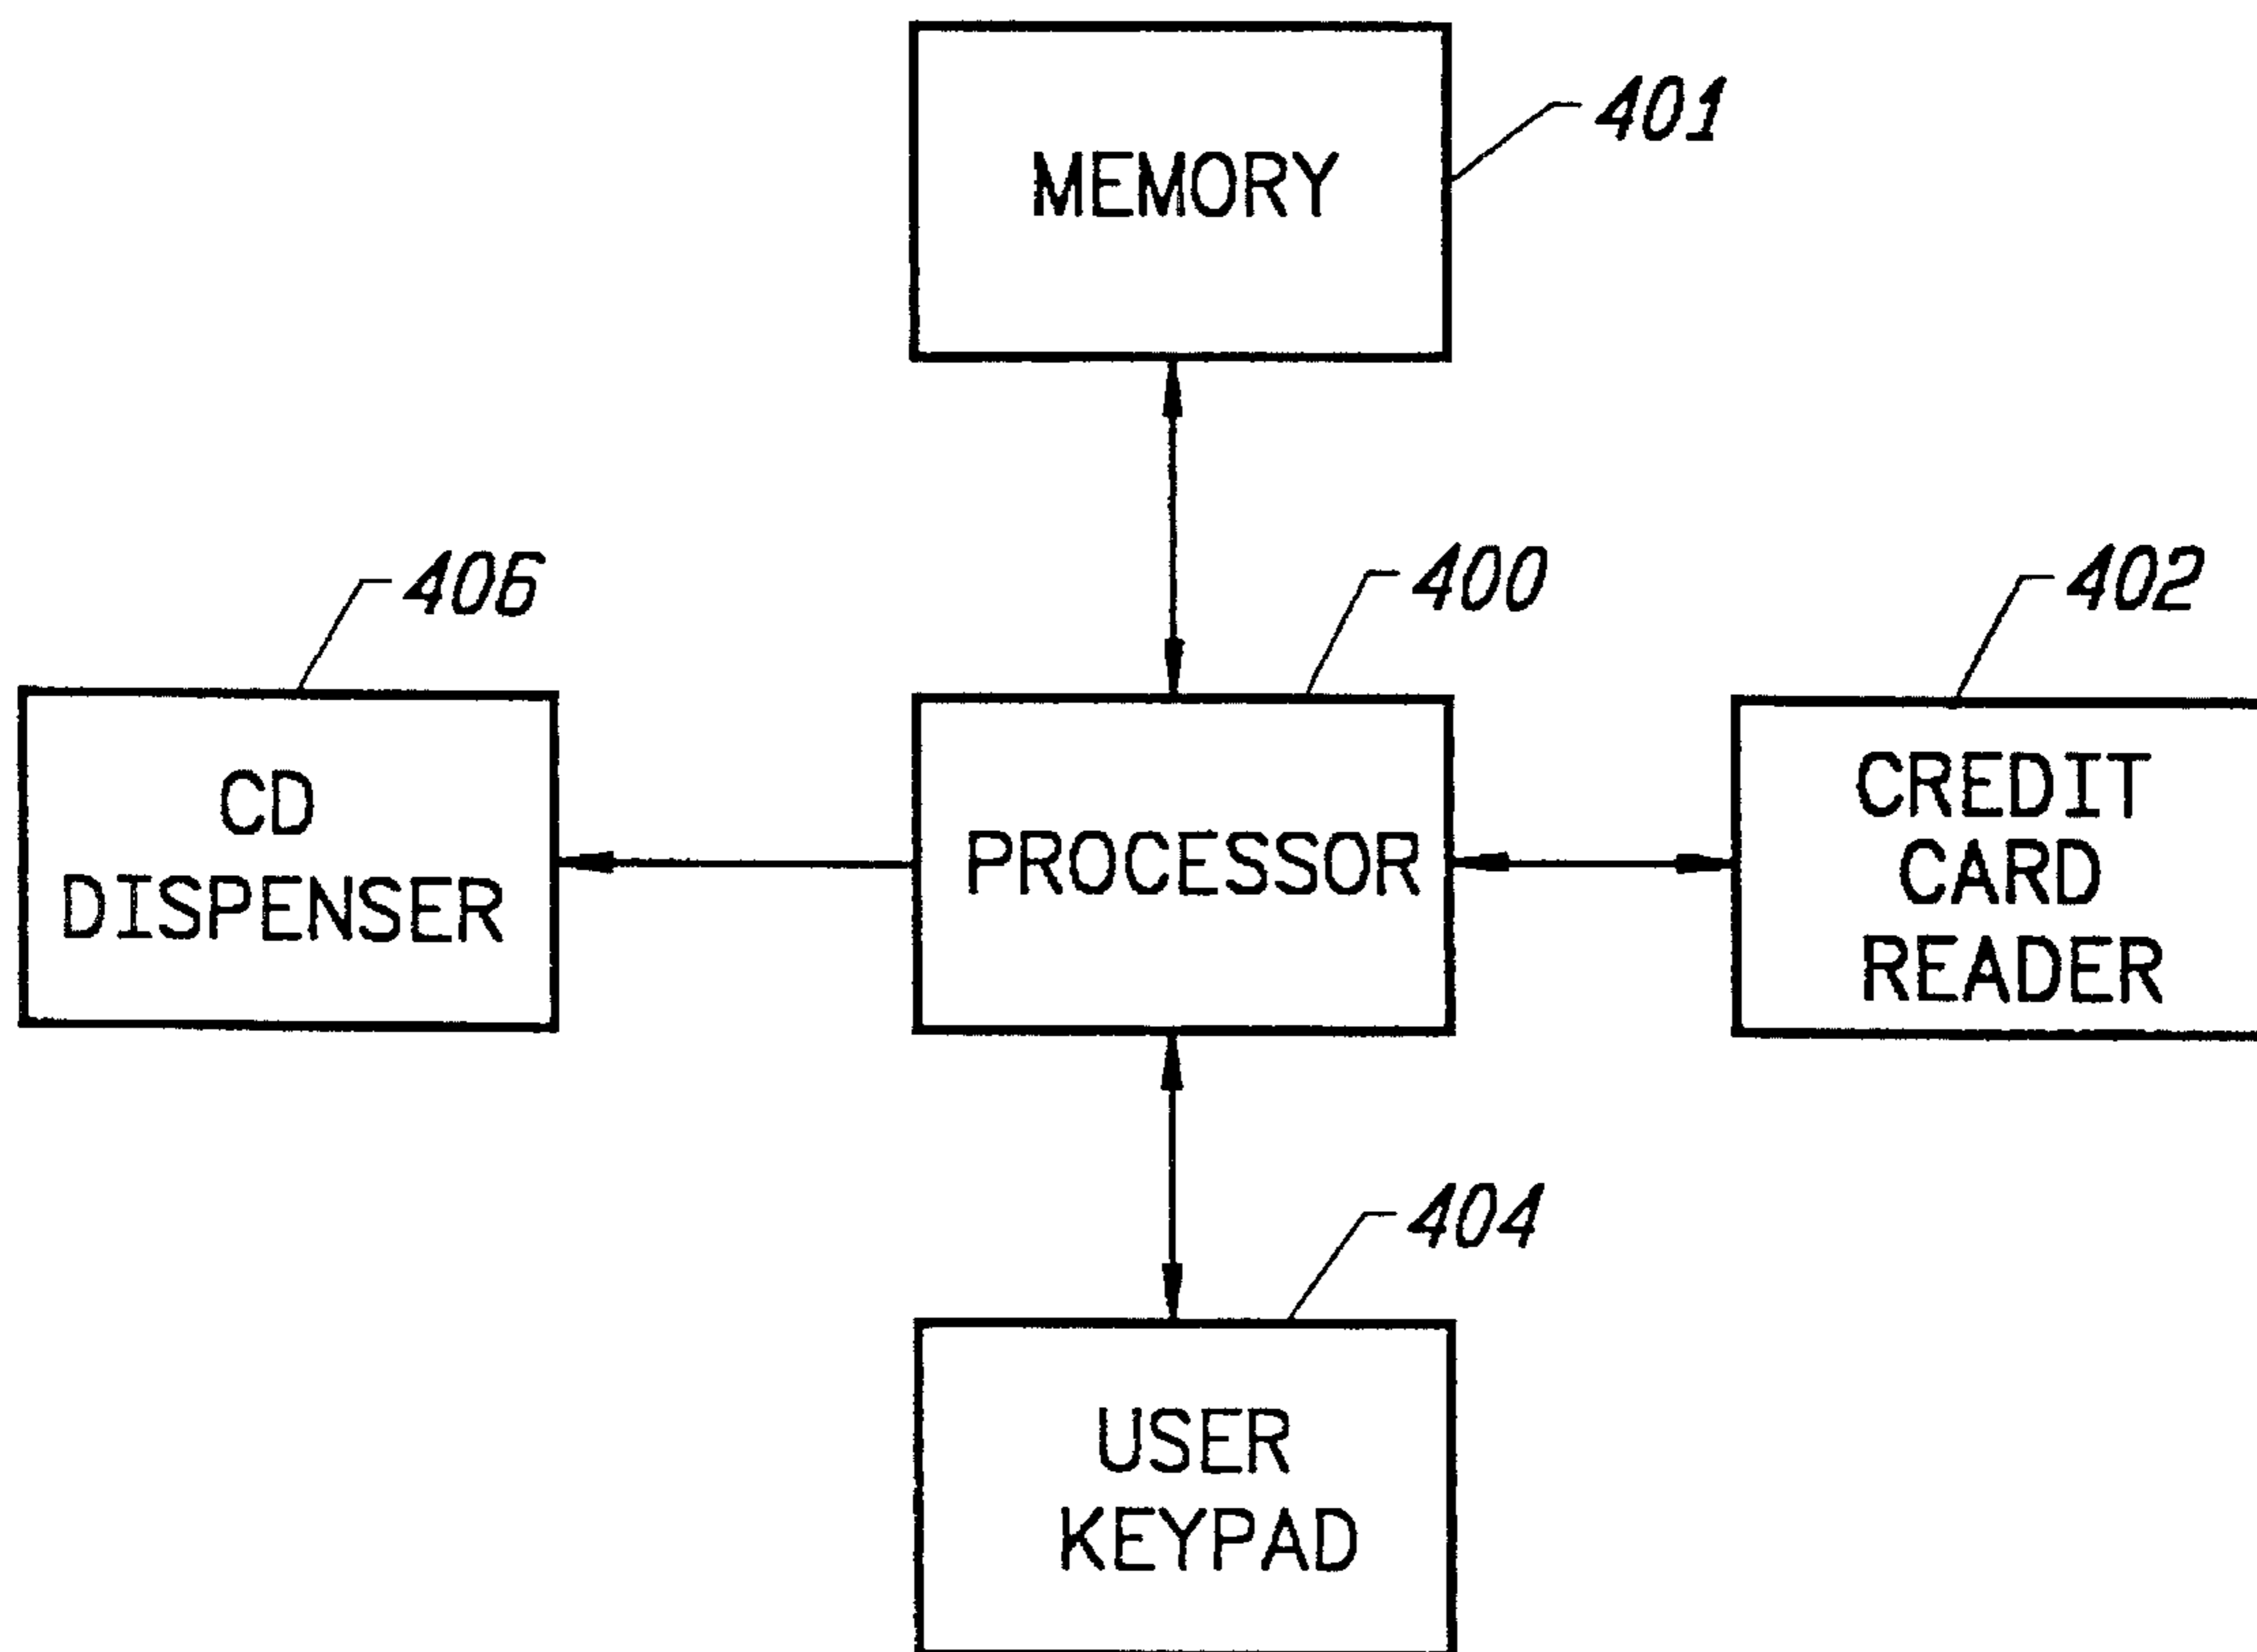 401
MEMORY
406
400
402
CD
DISPENSER
PROCESSOR
CREDIT
CARD
READER
404
USER
KEYPAD